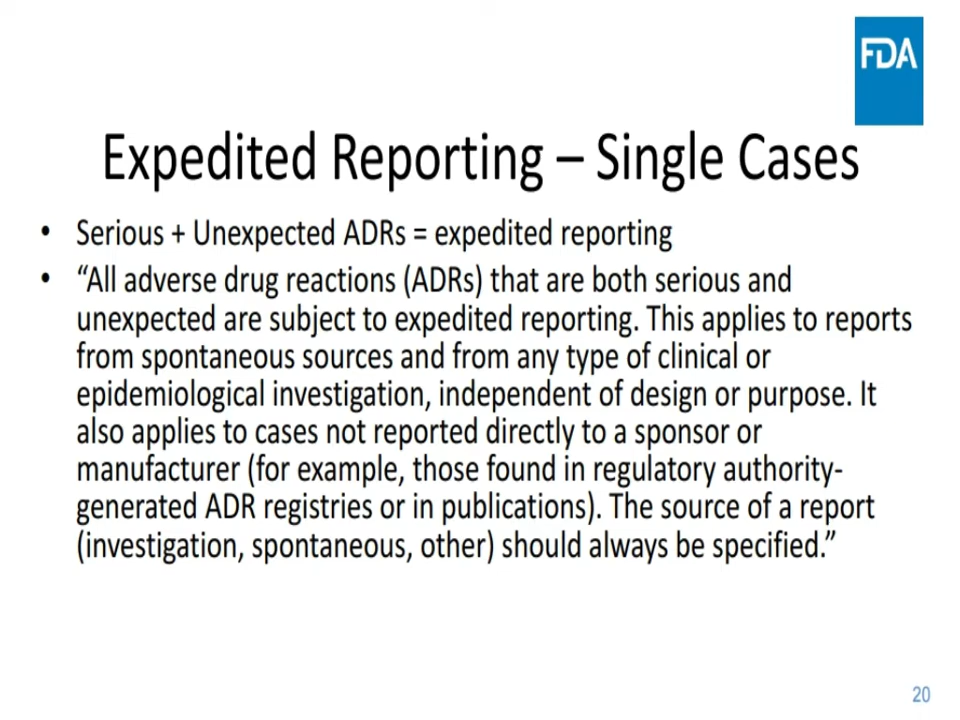 FDA
Expedited Reporting – Single Cases
• Serious + Unexpected ADRs = expedited reporting
• “All adverse drug reactions (ADRs) that are both serious and
unexpected are subject to expedited reporting. This applies to reports
from spontaneous sources and from any type of clinical or
epidemiological investigation, independent of design or purpose. It
also applies to cases not reported directly to a sponsor or
manufacturer (for example, those found in regulatory authority-
generated ADR registries or in publications). The source of a report
(investigation, spontaneous, other) should always be specified.”
20